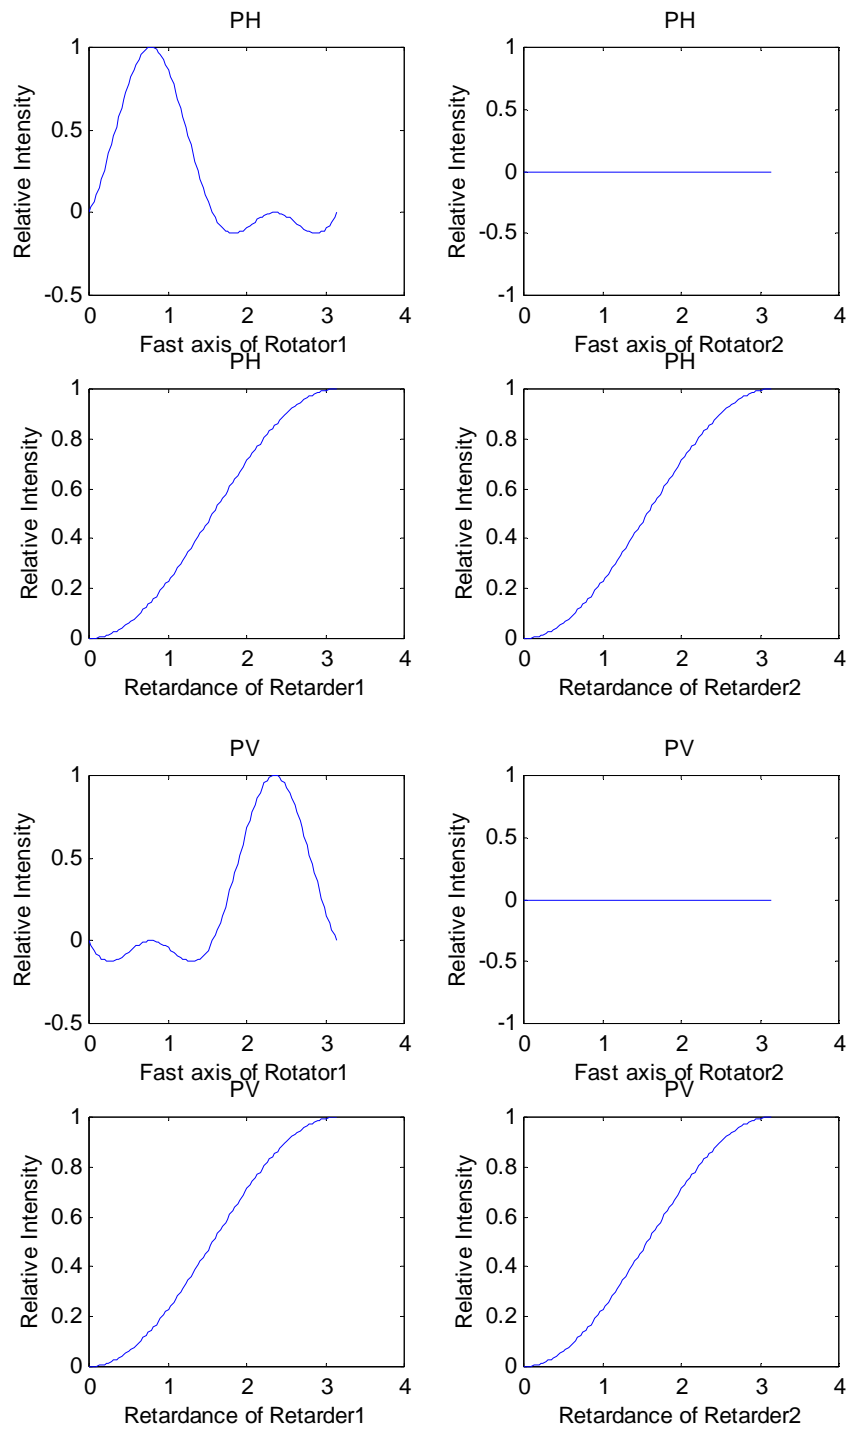 PH
1
0.5
0
-0.5
0 1 2 3 4
Relative Intensity
Fast axis of Rotator1
PH
1
0.5
0
-0.5
-1
0 1 2 3 4
Relative Intensity
Fast axis of Rotator2
PH
1
0.8
0.6
0.4
0.2
0
0 1 2 3 4
Relative Intensity
Retardance of Retarder1
PH
1
0.8
0.6
0.4
0.2
0
0 1 2 3 4
Relative Intensity
Retardance of Retarder2
PV
1
0.5
0
-0.5
0 1 2 3 4
Relative Intensity
Fast axis of Rotator1
PV
1
0.5
0
-0.5
-1
0 1 2 3 4
Relative Intensity
Fast axis of Rotator2
PV
1
0.8
0.6
0.4
0.2
0
0 1 2 3 4
Relative Intensity
Retardance of Retarder1
PV
1
0.8
0.6
0.4
0.2
0
0 1 2 3 4
Relative Intensity
Retardance of Retarder2